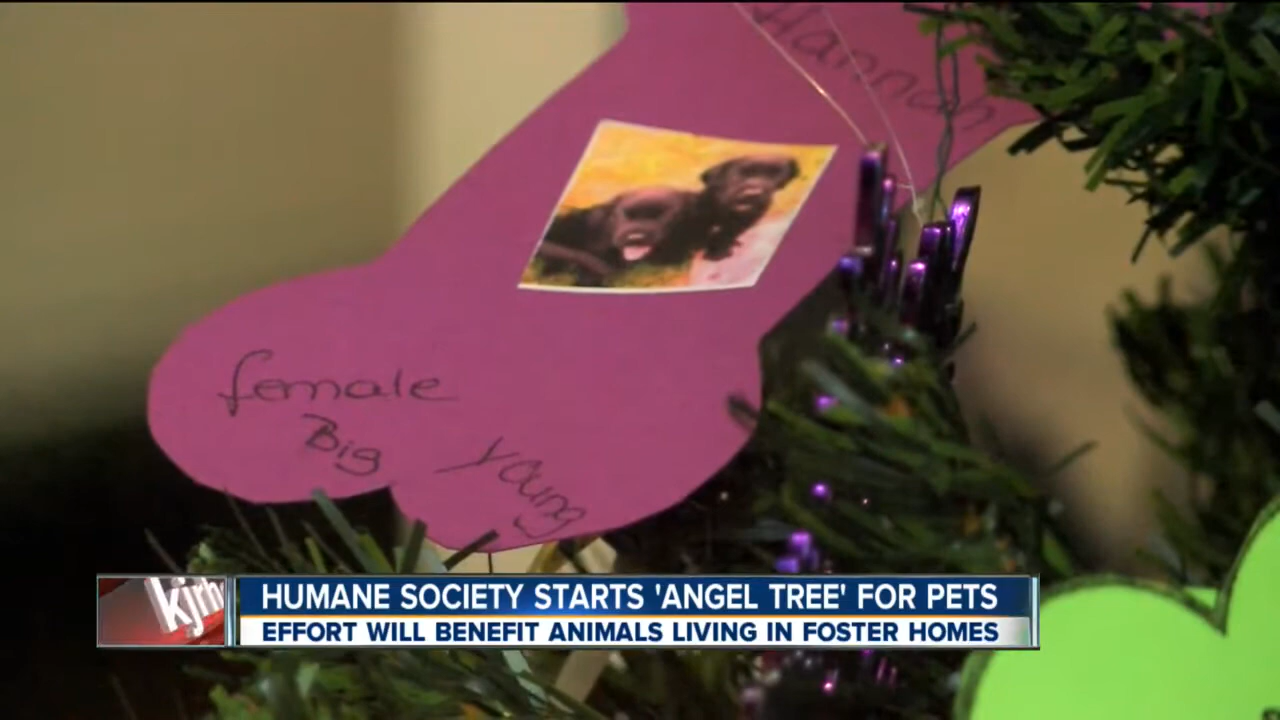 Hannah
female
Big
young
kjrh
HUMANE SOCIETY STARTS 'ANGEL TREE' FOR PETS
EFFORT WILL BENEFIT ANIMALS LIVING IN FOSTER HOMES